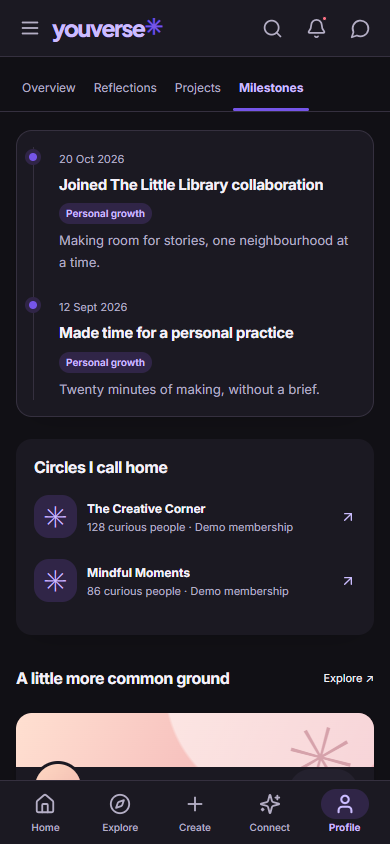 youverse
Overview Reflections Projects Milestones
20 Oct 2026
Joined The Little Library collaboration
Personal growth
Making room for stories, one neighbourhood at
a time.
12 Sept 2026
Made time for a personal practice
Personal growth
Twenty minutes of making, without a brief.
Circles I call home
The Creative Corner
128 curious people · Demo membership
Mindful Moments
86 curious people · Demo membership
A little more common ground
Explore
Home Explore Create Connect Profile